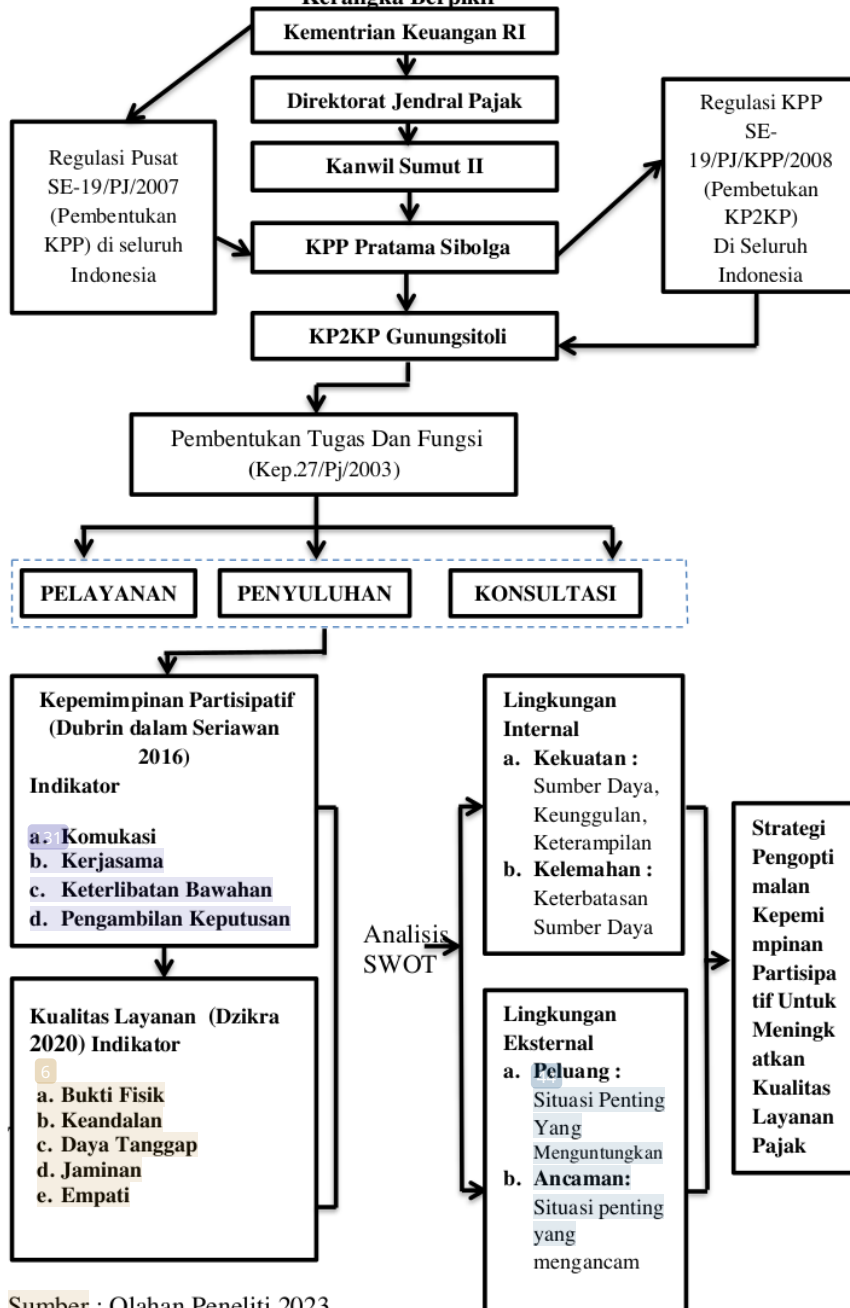 Kerangka Berpikir
Kementrian Keuangan RI
Direktorat Jendral Pajak
Kanwil Sumut II
KPP Pratama Sibolga
KP2KP Gunungsitoli
Regulasi Pusat
SE-19/PJ/2007
(Pembentukan
KPP) di seluruh
Indonesia
Regulasi KPP
SE-
19/PJ/KPP/2008
(Pembetukan
KP2KP)
Di Seluruh
Indonesia
Pembentukan Tugas Dan Fungsi
(Kep.27/Pj/2003)
PELAYANAN
PENYULUHAN
KONSULTASI
Kepemimpinan Partisipatif
(Dubrin dalam Seriawan
2016)
Indikator
a. Komukasi
b. Kerjasama
c. Keterlibatan Bawahan
d. Pengambilan Keputusan
Kualitas Layanan (Dzikra
2020) Indikator
6
a. Bukti Fisik
b. Keandalan
c. Daya Tanggap
d. Jaminan
e. Empati
Analisis
SWOT
Lingkungan
Internal
a. Kekuatan :
Sumber Daya,
Keunggulan,
Keterampilan
b. Kelemahan :
Keterbatasan
Sumber Daya
Lingkungan
Eksternal
a. Peluang :
Situasi Penting
Yang
Menguntungkan
b. Ancaman:
Situasi penting
yang
mengancam
Strategi
Pengopti
malan
Kepemi
mpinan
Partisipa
tif Untuk
Meningk
atkan
Kualitas
Layanan
Pajak
Sumber : Olahan Peneliti 2023